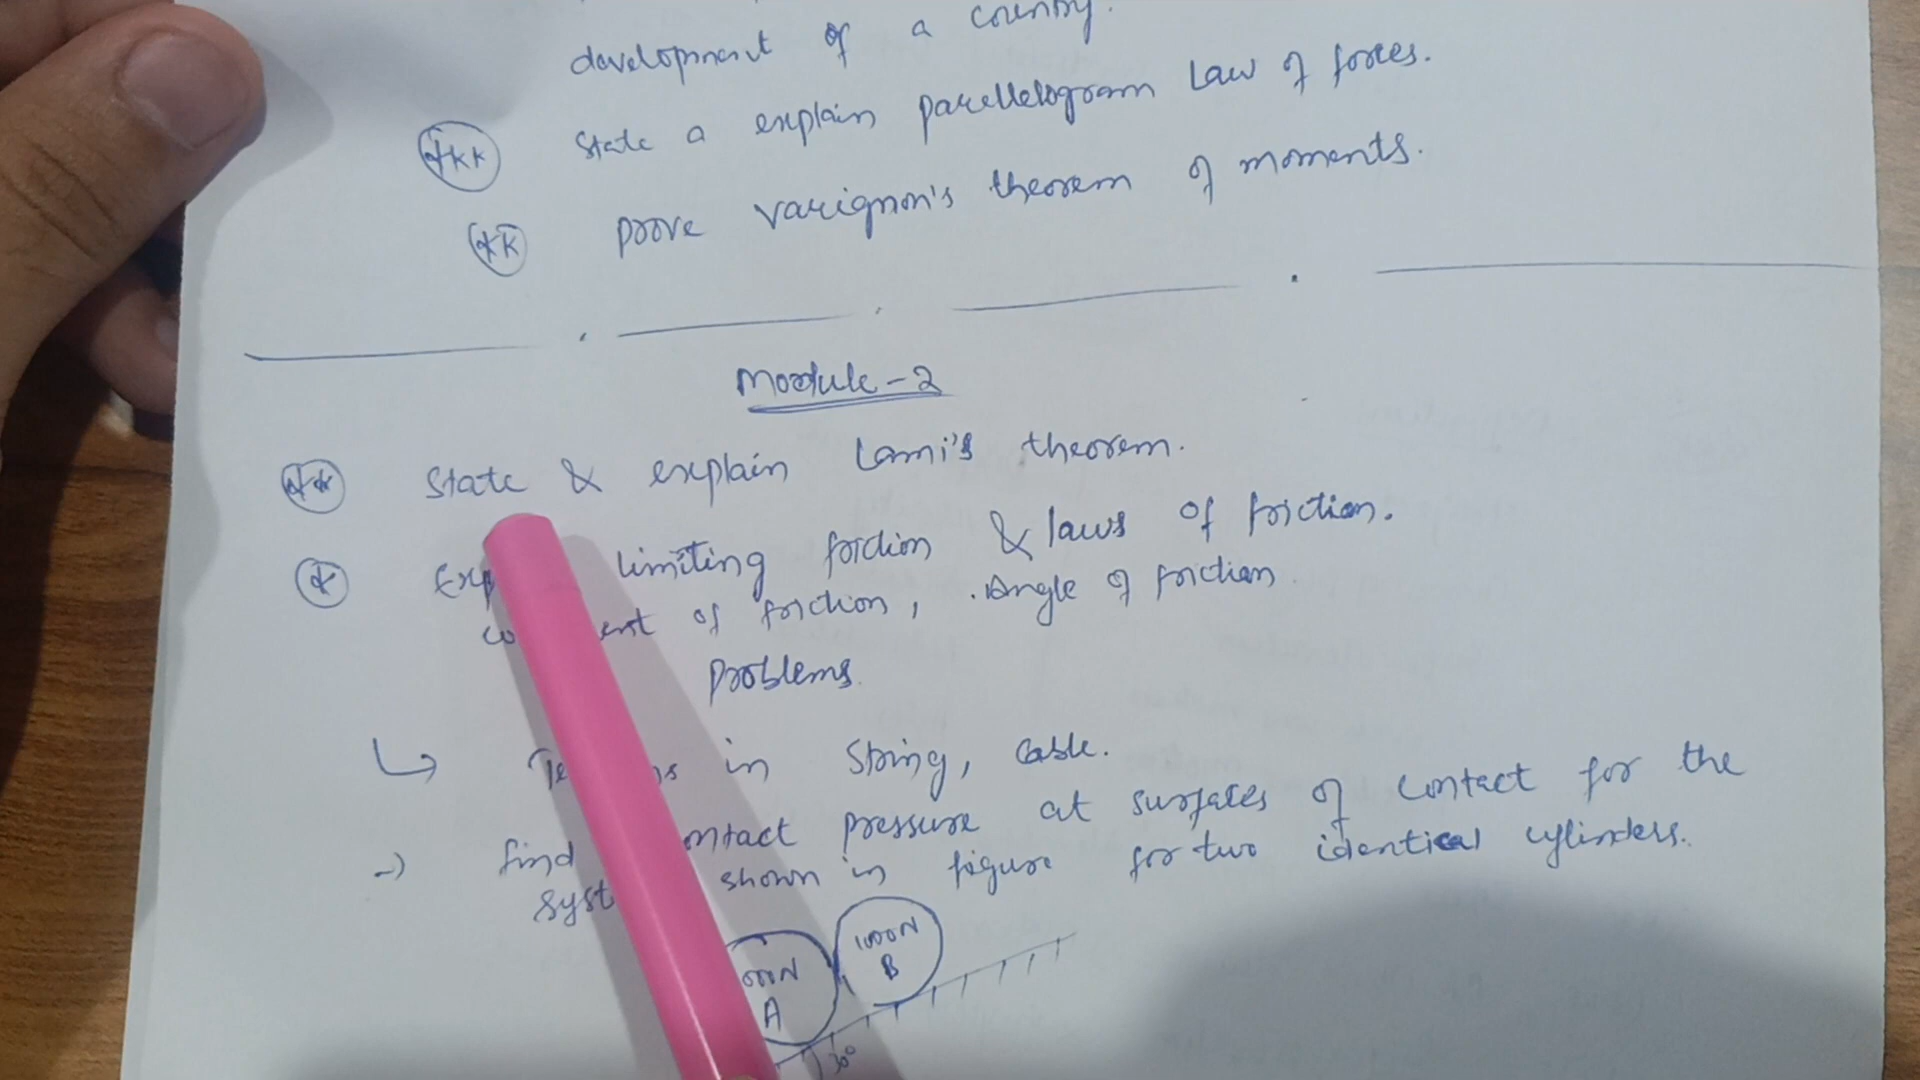 development of a country.
State a explain parellelogram Law of forces.
prove varignon's theorem of moments.
Module-2
State & explain Lami's theorem.
limiting friction & laws of friction.
of friction, Angle of friction
problems.
in String, Cable.
find pressure at surfaces of contact for the
shown in figure for two identical cylinders.
1000N
B
A
30°